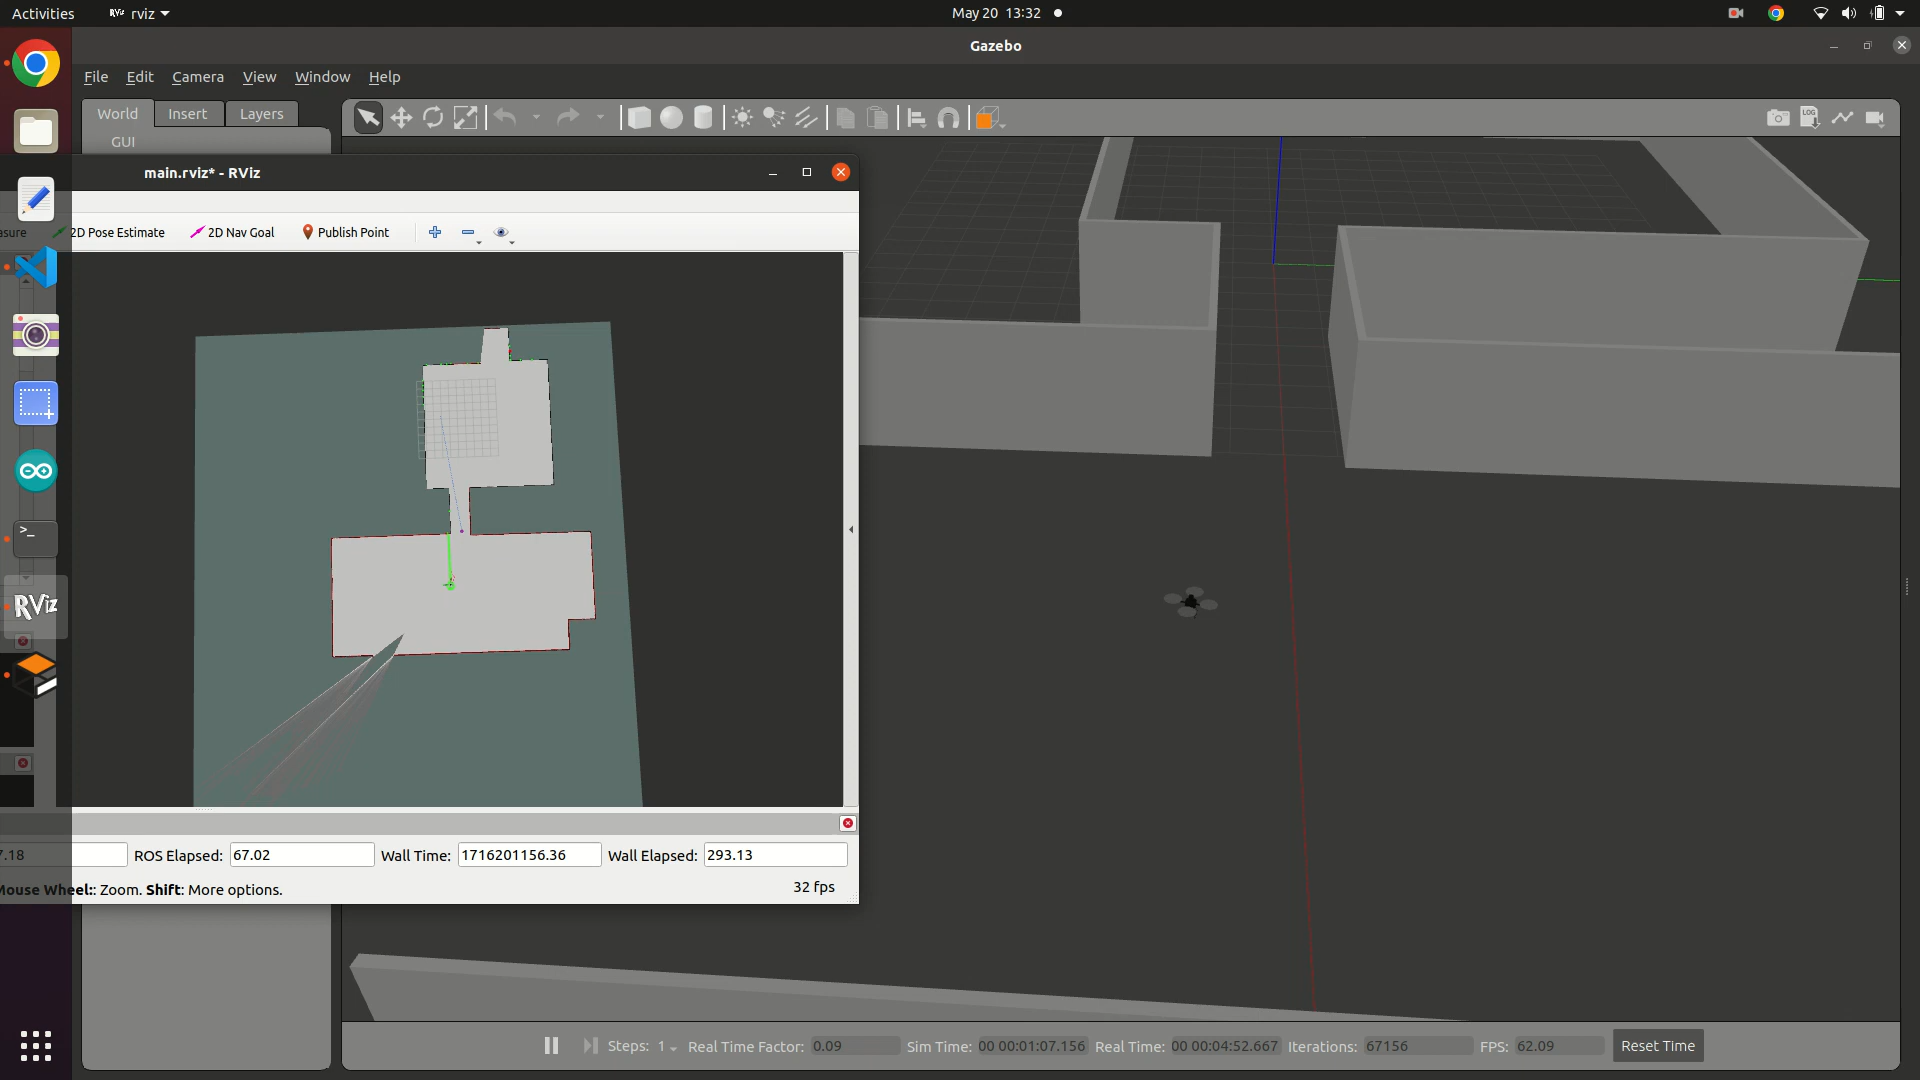 Activities rviz May 20 13:32
Gazebo
File Edit Camera View Window Help
World Insert Layers
GUI
LOG
main.rviz* - RViz
asure 2D Pose Estimate 2D Nav Goal Publish Point
>_
RViz
7.18 ROS Elapsed: 67.02 Wall Time: 1716201156.36 Wall Elapsed: 293.13
Mouse Wheel:: Zoom. Shift: More options. 32 fps
Steps: 1 Real Time Factor: 0.09 Sim Time: 00 00:01:07.156 Real Time: 00 00:04:52.667 Iterations: 67156 FPS: 62.09 Reset Time